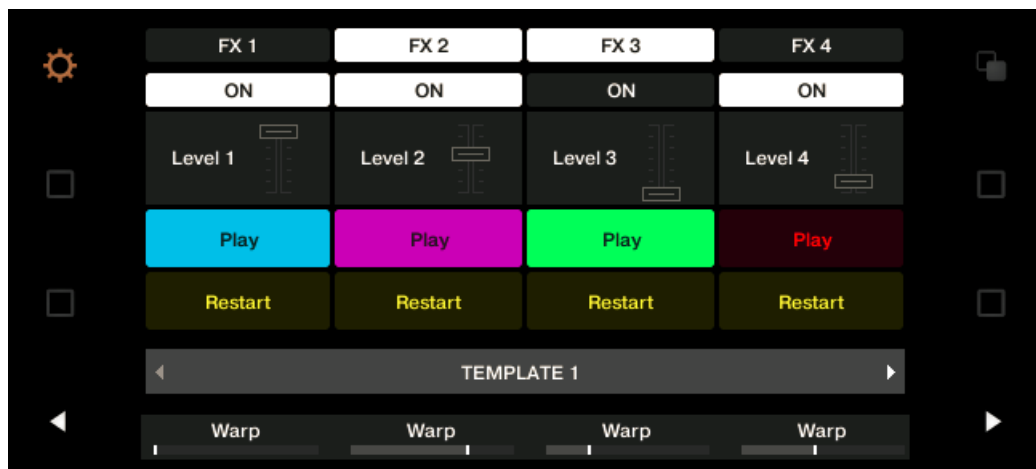 FX 1 FX 2 FX 3 FX 4
ON ON ON ON
Level 1 Level 2 Level 3 Level 4
Play Play Play Play
Restart Restart Restart Restart
TEMPLATE 1
Warp Warp Warp Warp